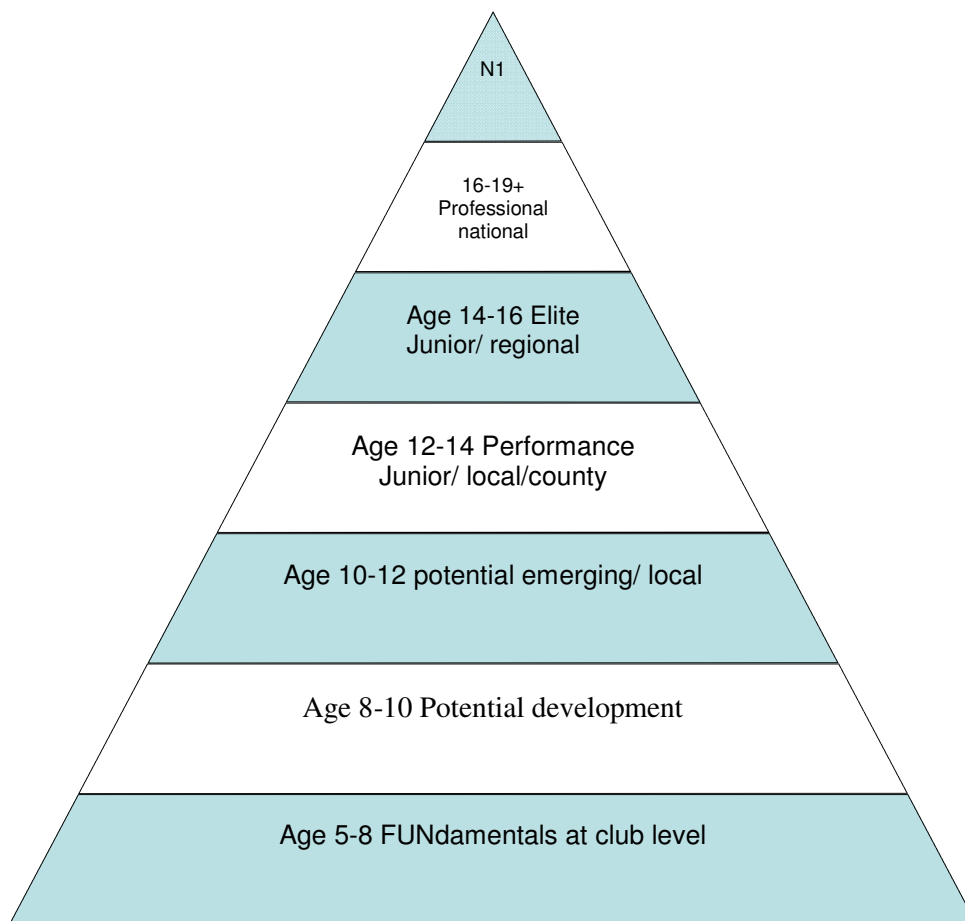 N1
16-19+
Professional
national
Age 14-16 Elite
Junior/ regional
Age 12-14 Performance
Junior/ local/county
Age 10-12 potential emerging/ local
Age 8-10 Potential development
Age 5-8 FUNdamentals at club level